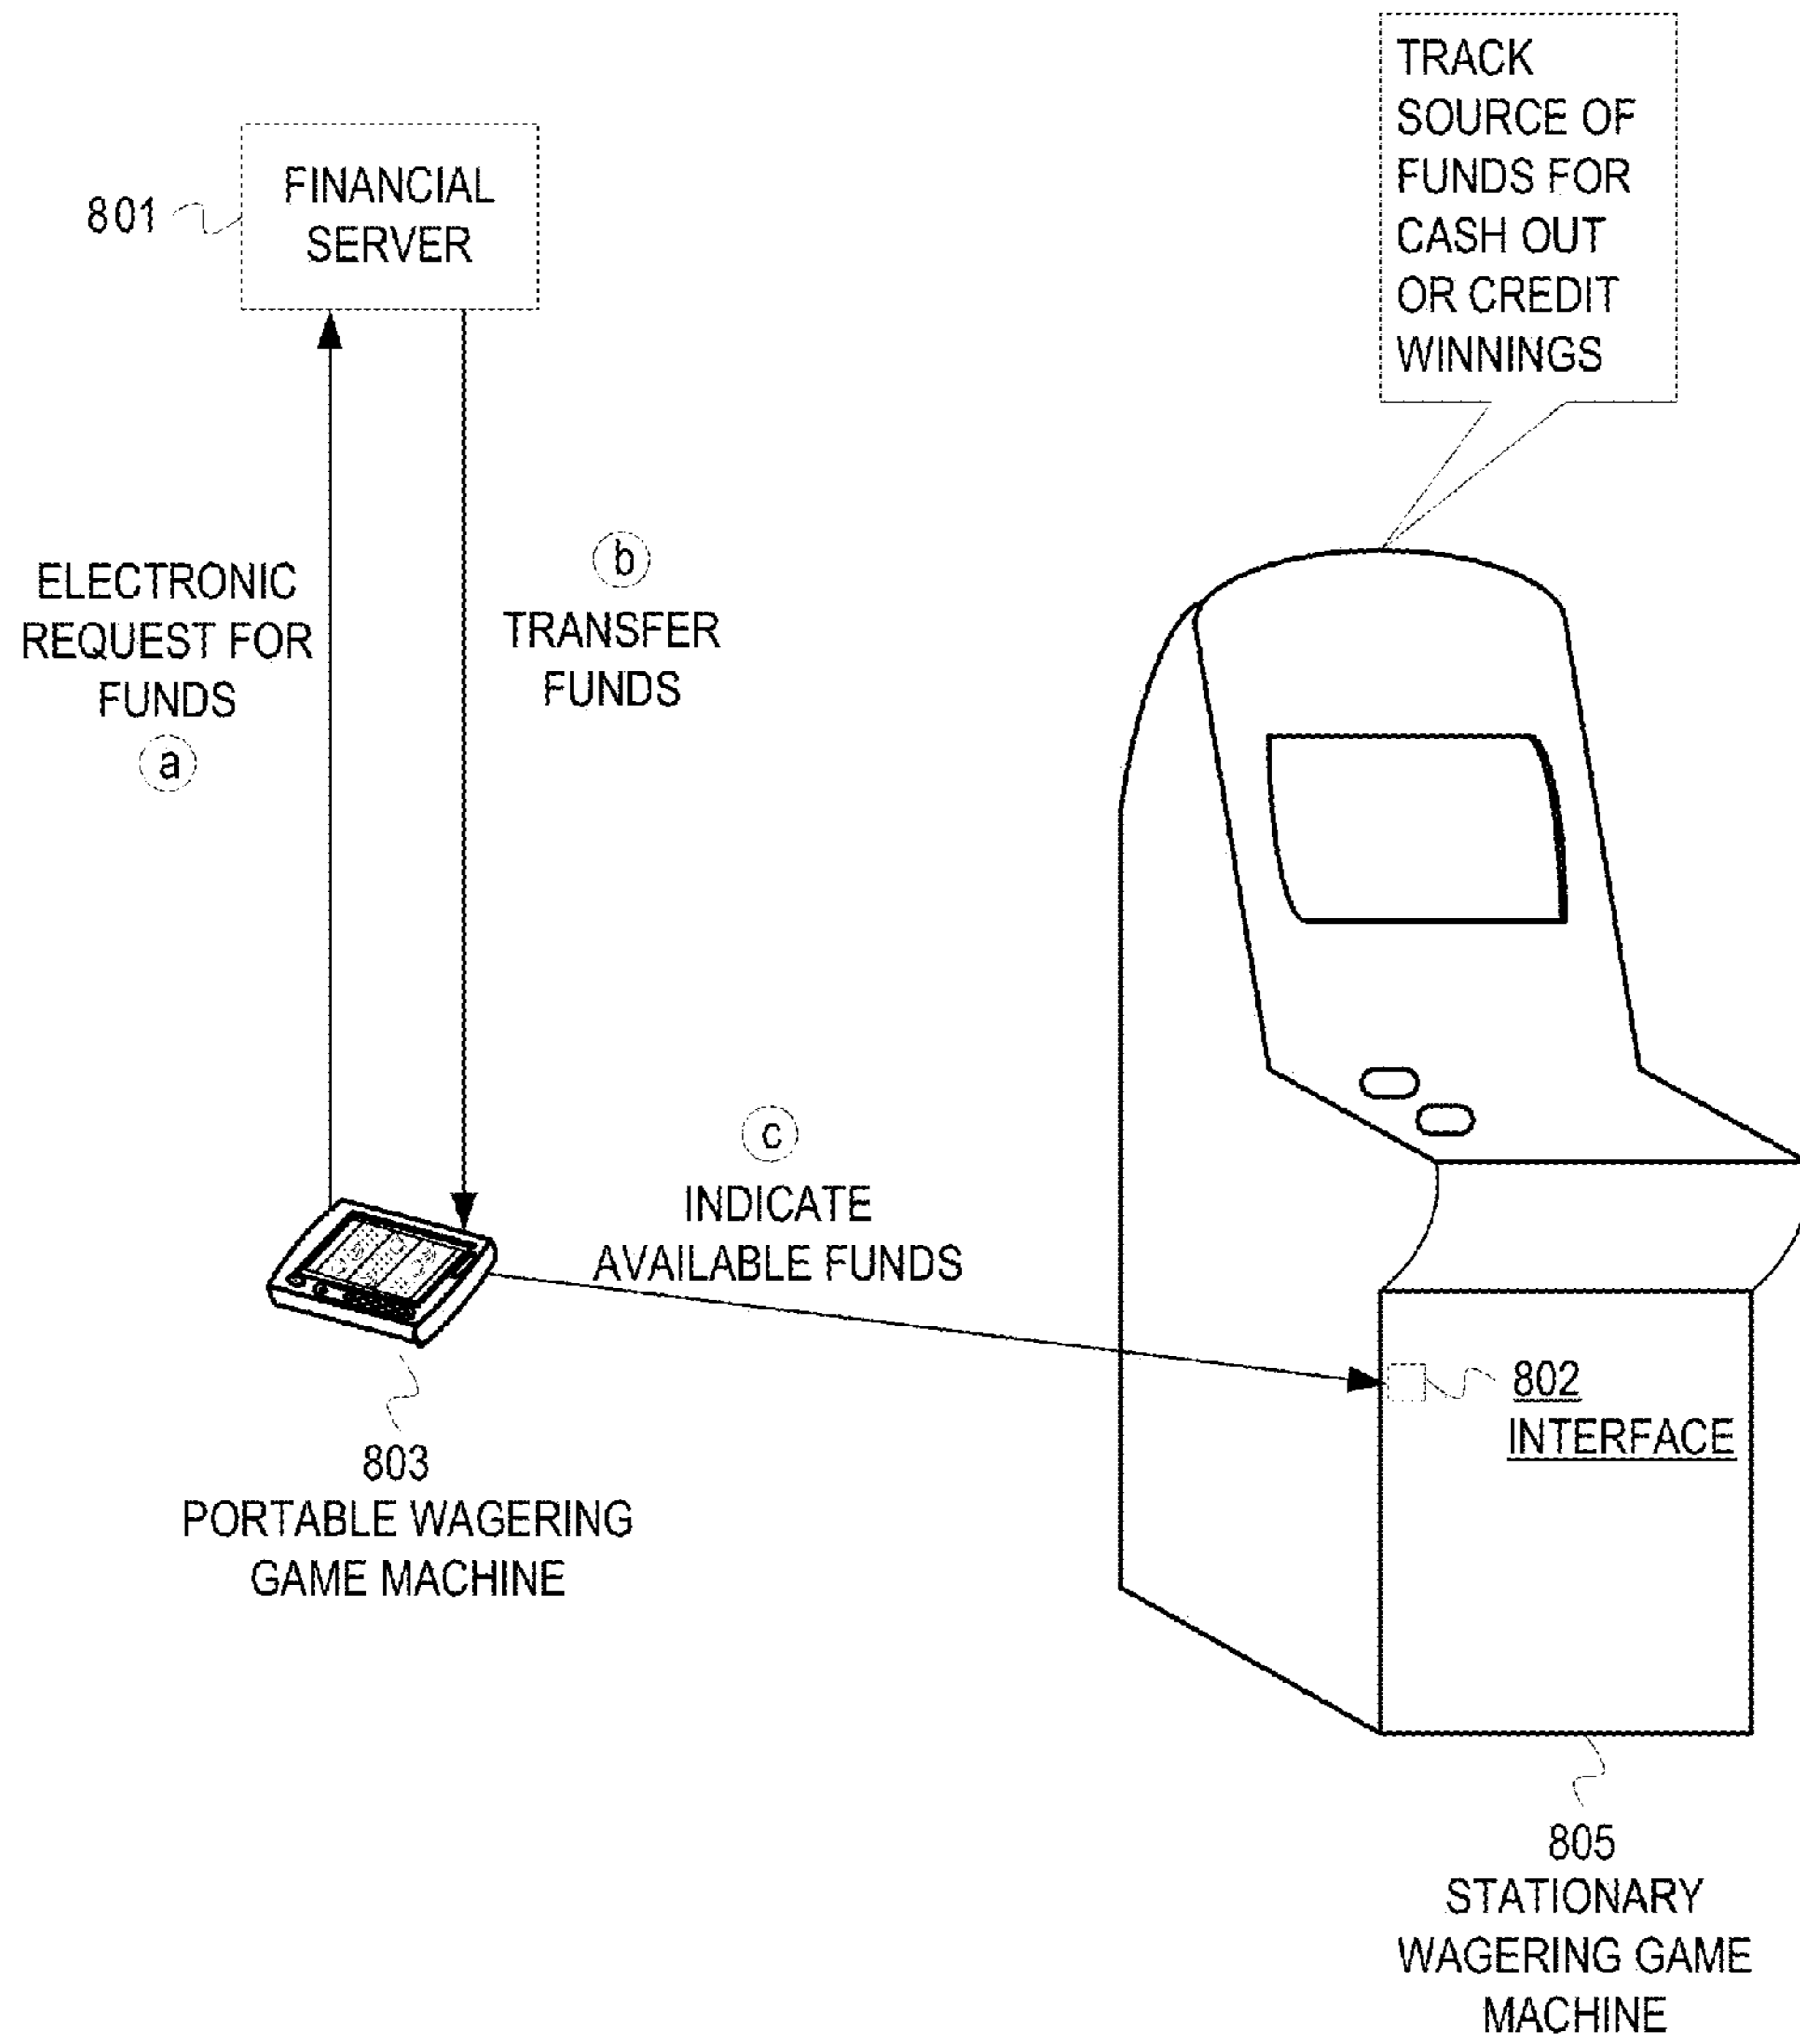 TRACK
SOURCE OF
FUNDS FOR
CASH OUT
OR CREDIT
WINNINGS
801
FINANCIAL
SERVER
ELECTRONIC
REQUEST FOR
FUNDS
a
b
TRANSFER
FUNDS
c
INDICATE
AVAILABLE FUNDS
802
INTERFACE
803
PORTABLE WAGERING
GAME MACHINE
805
STATIONARY
WAGERING GAME
MACHINE